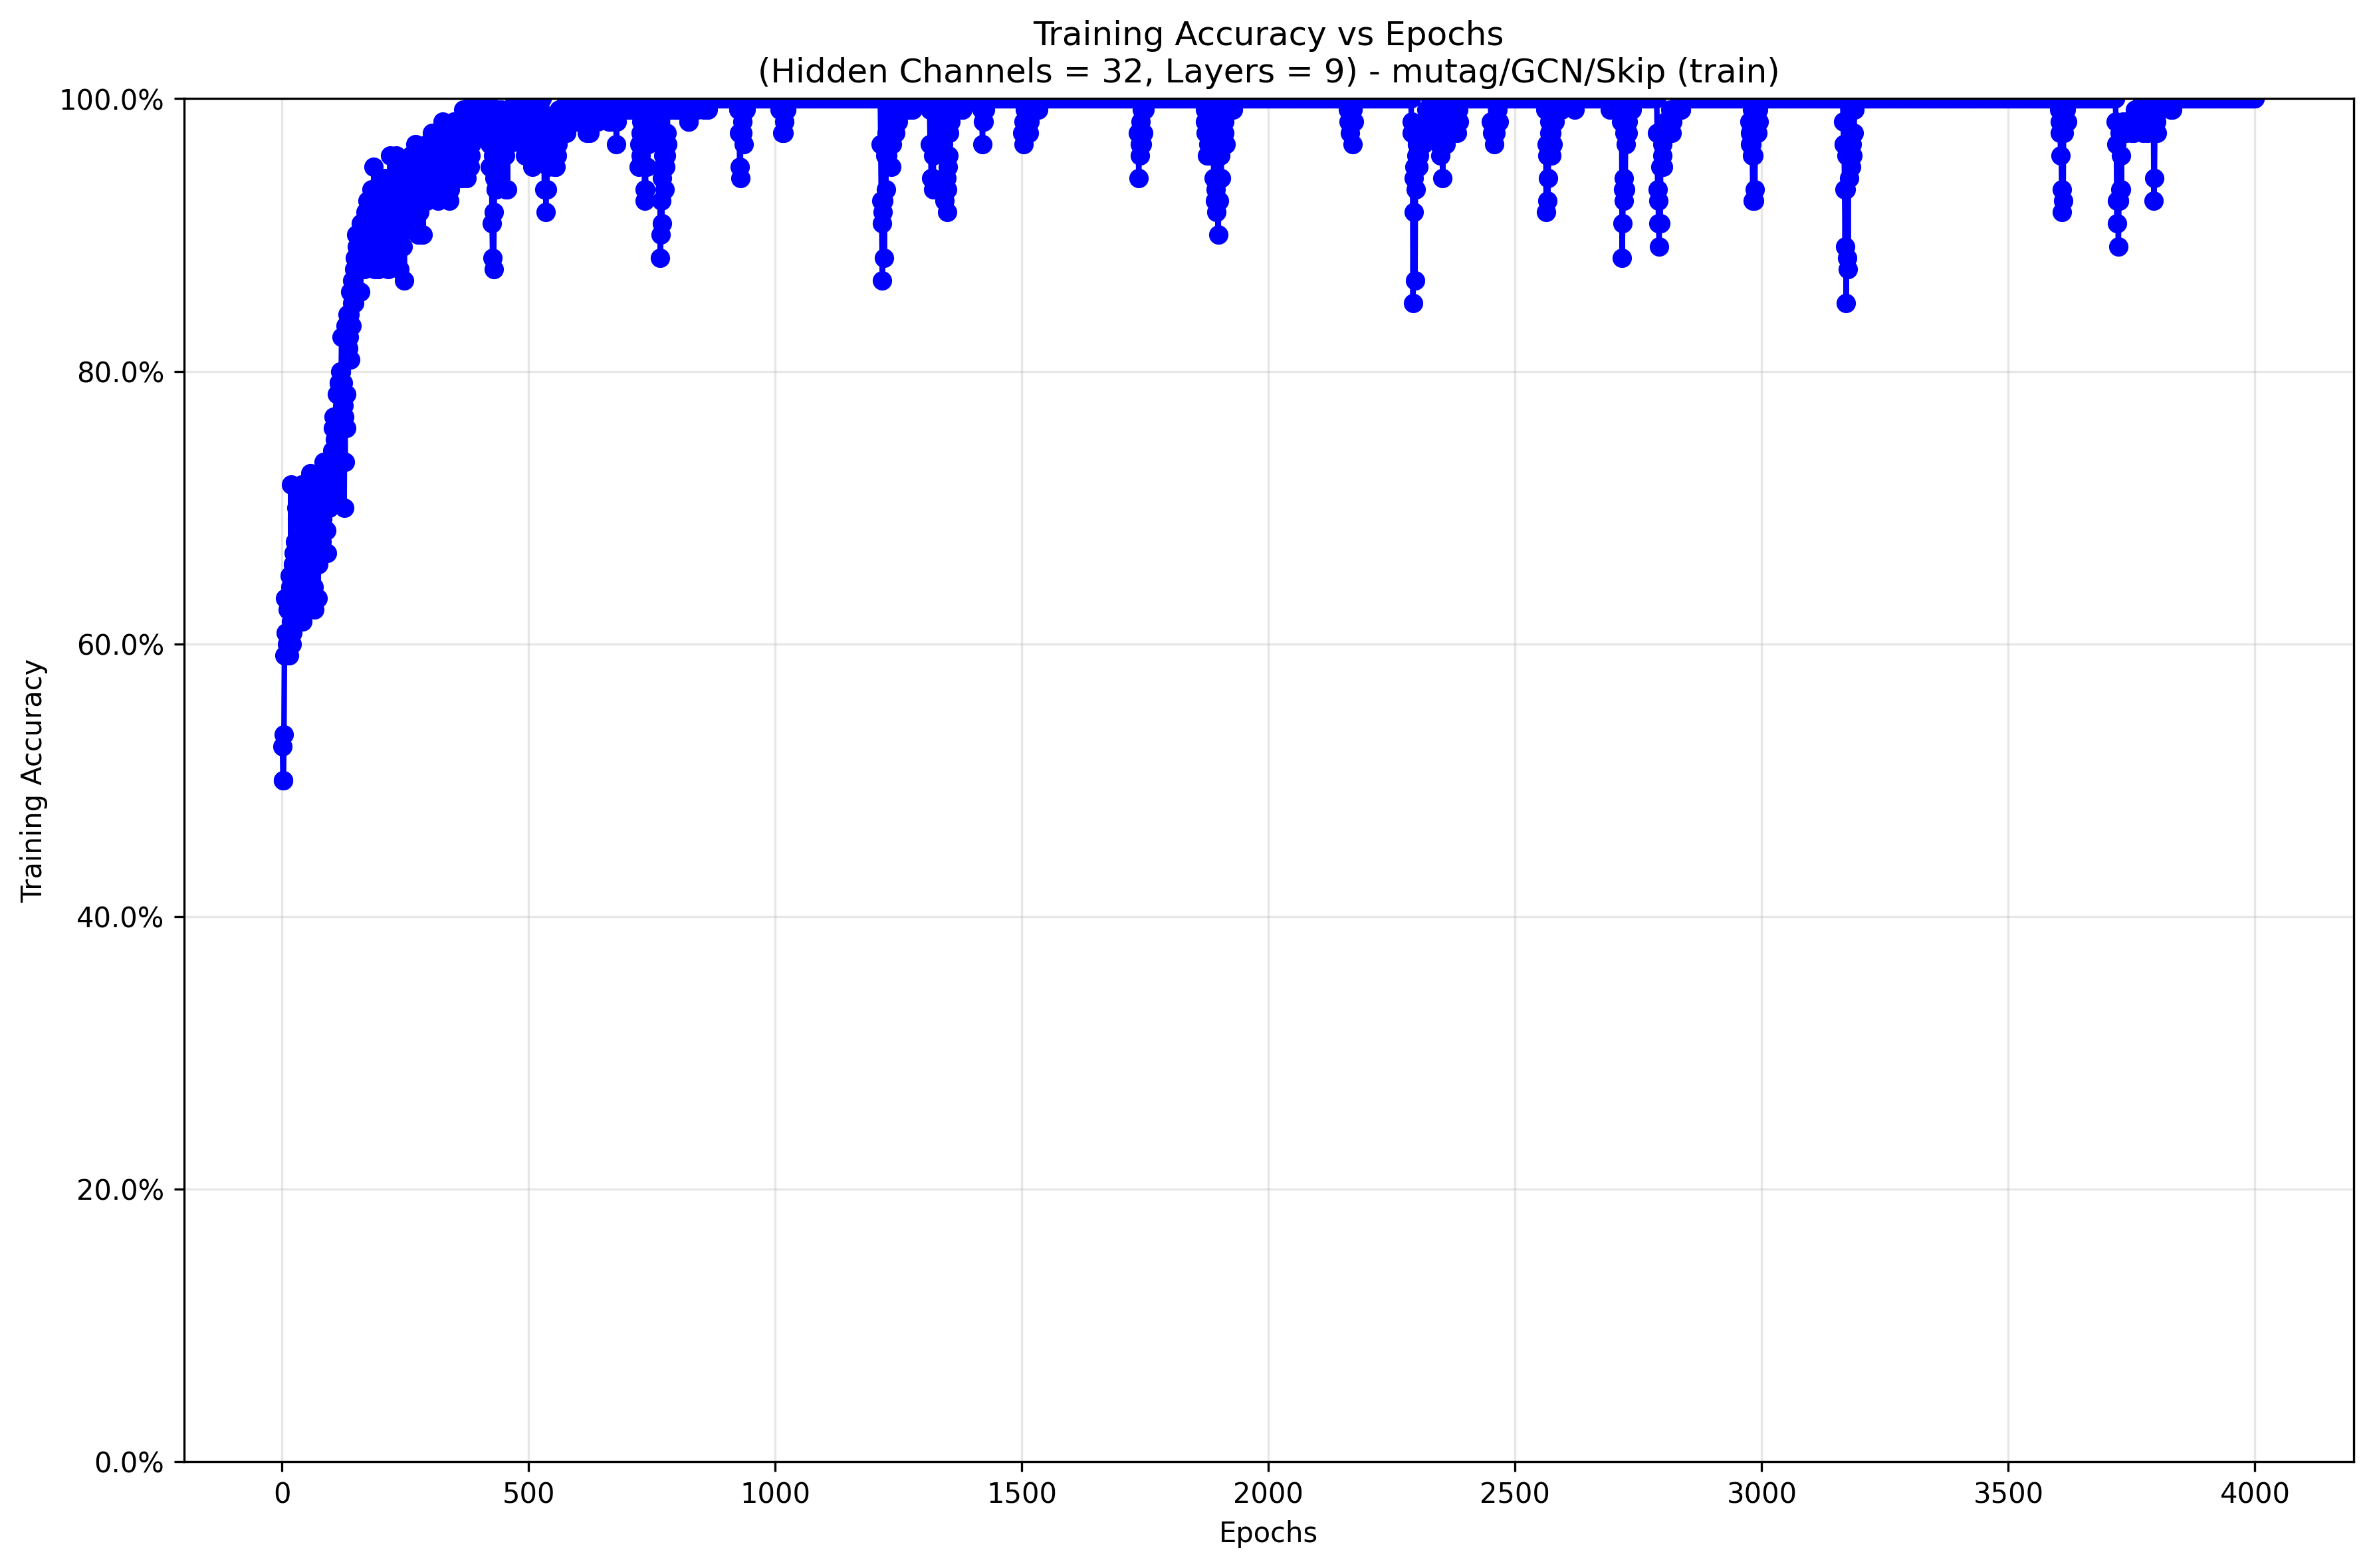 Training Accuracy vs Epochs
(Hidden Channels = 32, Layers = 9) - mutag/GCN/Skip (train)
100.0%
80.0%
60.0%
40.0%
20.0%
0.0%
Training Accuracy
0 500 1000 1500 2000 2500 3000 3500 4000
Epochs